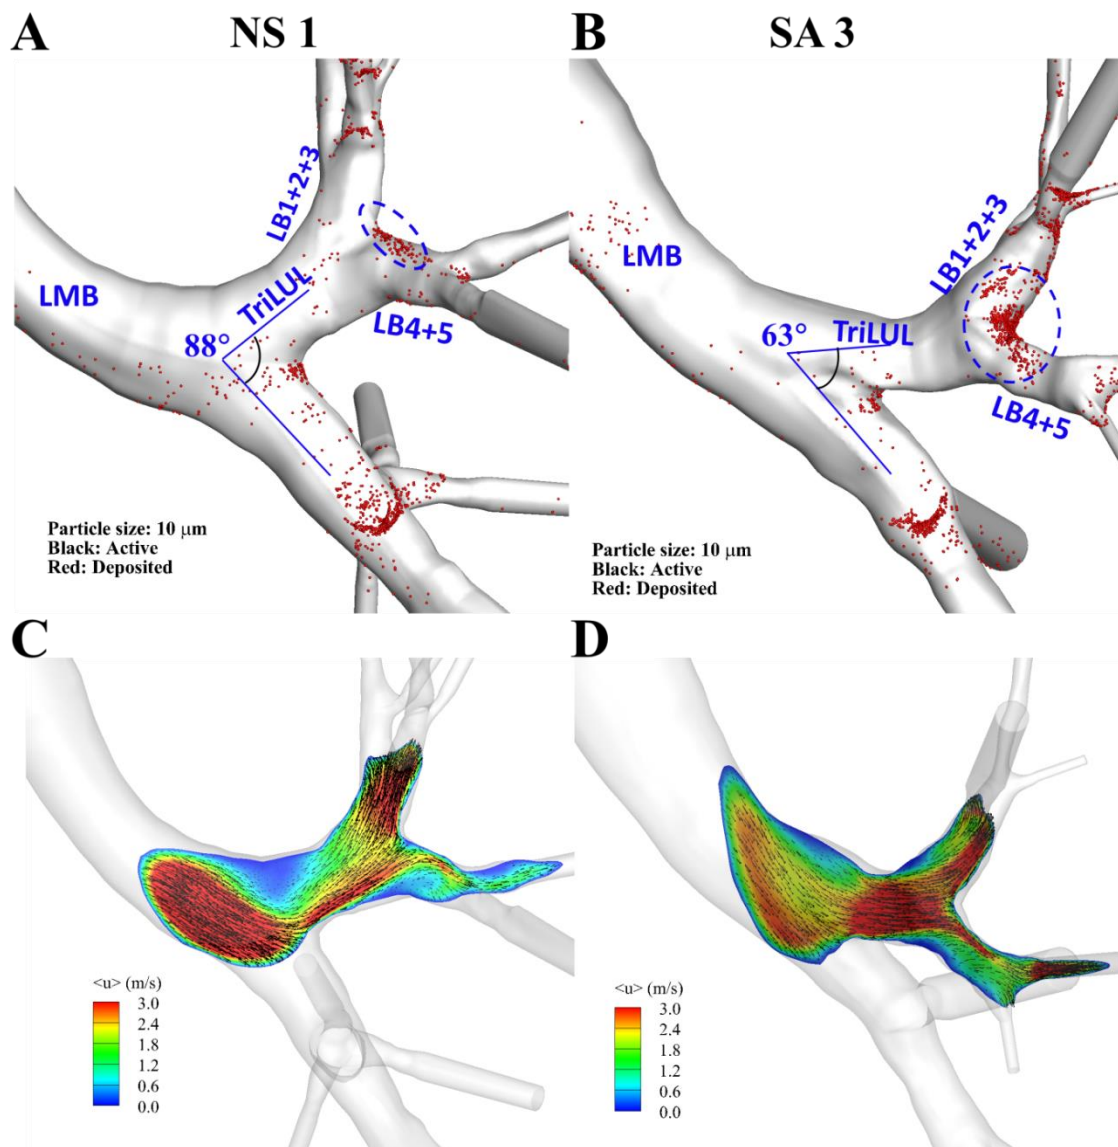 A
NS 1
B
SA 3
LB1+2+3
LMB
TriLUL
88°
LB4+5
Particle size: 10 μm
Black: Active
Red: Deposited
LB1+2+3
LMB
63°
TriLUL
LB4+5
Particle size: 10 μm
Black: Active
Red: Deposited
C
<u> (m/s)
3.0
2.4
1.8
1.2
0.6
0.0
D
<u> (m/s)
3.0
2.4
1.8
1.2
0.6
0.0